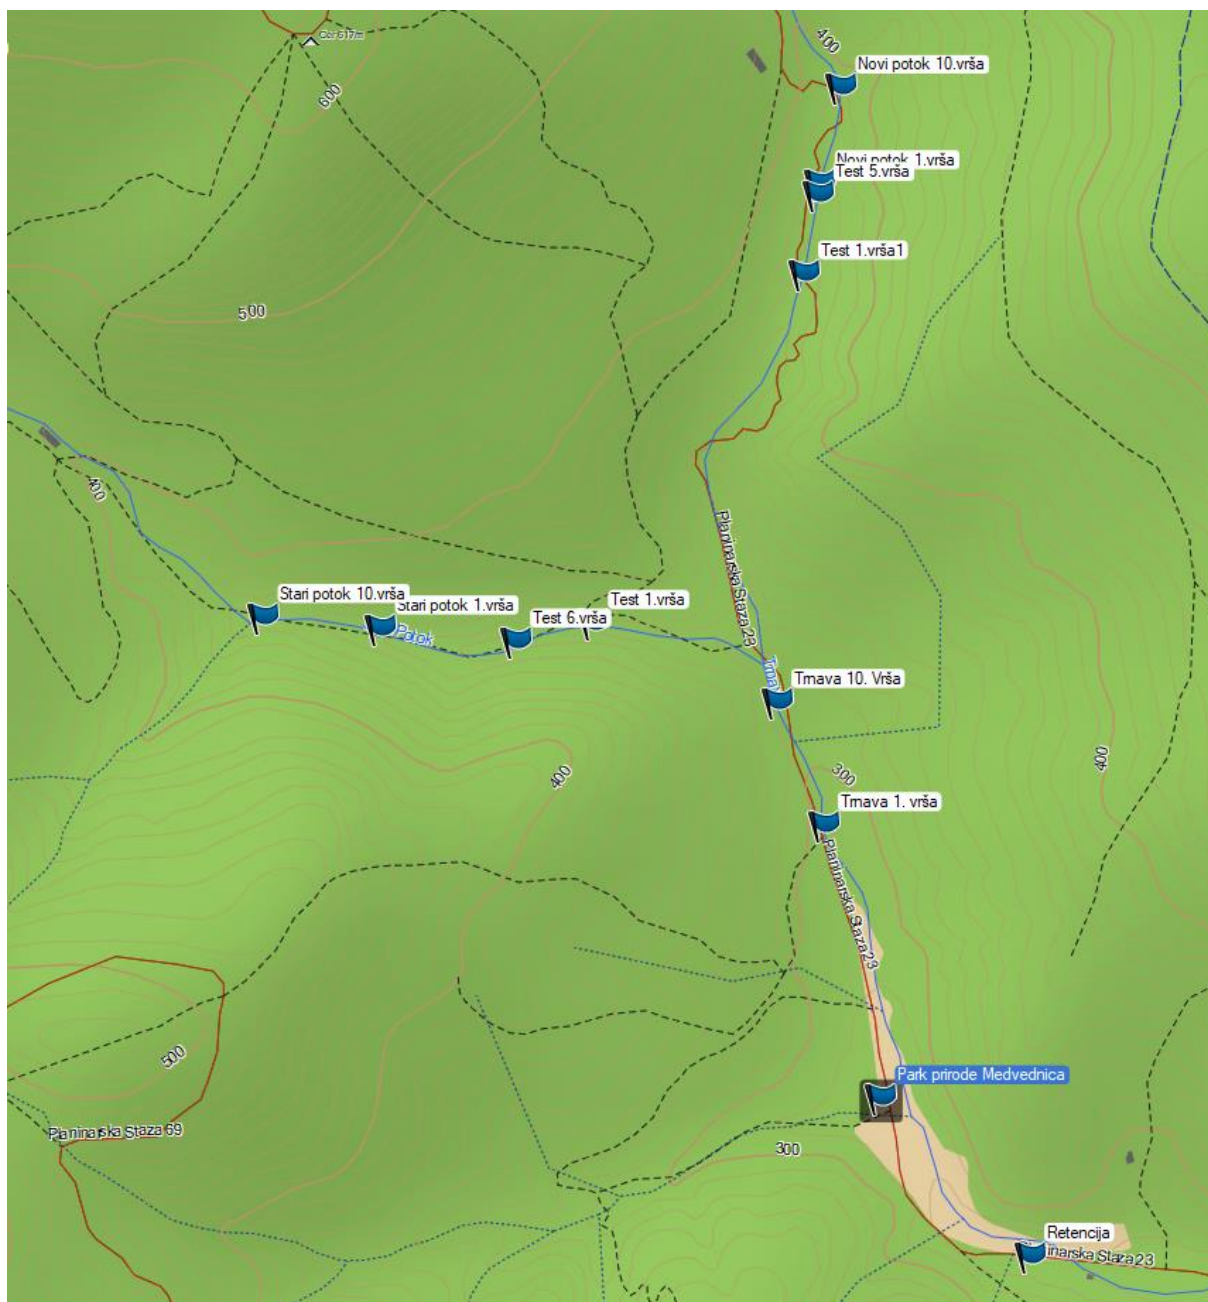 400
Novi potok 10.vrša
600
Novi potok 1.vrša
Test 5.vrša
Test 1.vrša1
500
400
Planinarska Staza 23
Stari potok 10.vrša
Stari potok 1.vrša
Test 1.vrša
Test 6.vrša
Potok
Trna
Trnava 10. Vrša
400
400
300
Trnava 1. vrša
Planinarska Staza 23
500
Park prirode Medvednica
Planinarska Staza 69
300
Retencija
inarska Staza 23